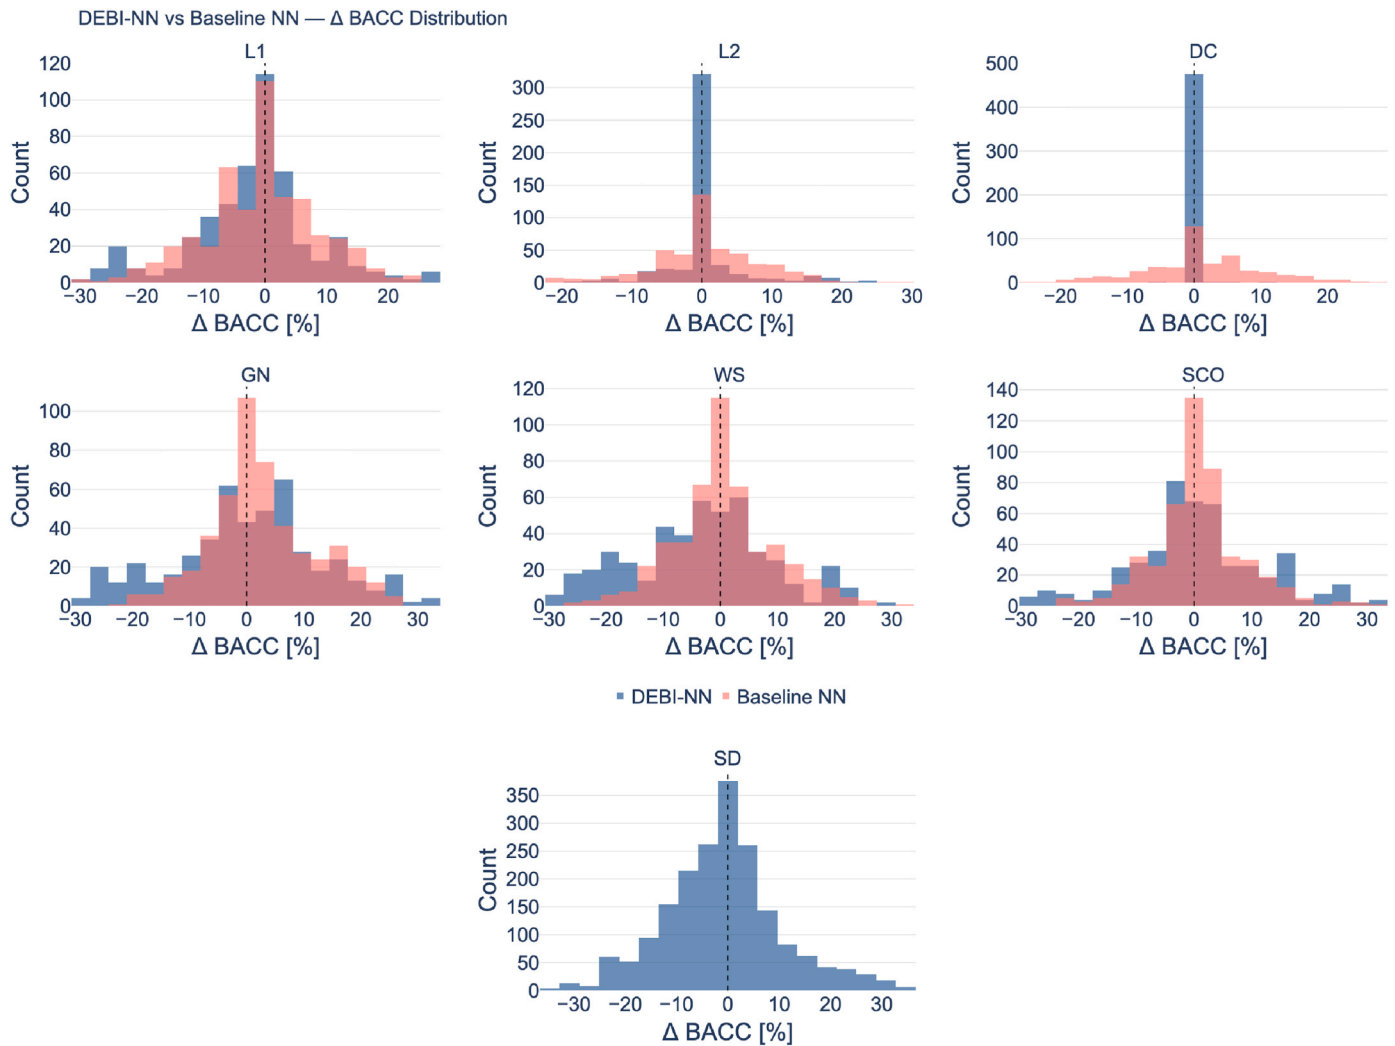 DEBI-NN vs Baseline NN — Δ BACC Distribution
L1
Count
120
100
80
60
40
20
0
−30 −20 −10 0 10 20
Δ BACC [%]
L2
Count
300
250
200
150
100
50
0
−20 −10 0 10 20 30
Δ BACC [%]
DC
Count
500
400
300
200
100
0
−20 −10 0 10 20
Δ BACC [%]
GN
Count
100
80
60
40
20
0
−30 −20 −10 0 10 20 30
Δ BACC [%]
WS
Count
120
100
80
60
40
20
0
−30 −20 −10 0 10 20 30
Δ BACC [%]
SCO
Count
140
120
100
80
60
40
20
0
−30 −20 −10 0 10 20 30
Δ BACC [%]
DEBI-NN Baseline NN
SD
Count
350
300
250
200
150
100
50
0
−30 −20 −10 0 10 20 30
Δ BACC [%]